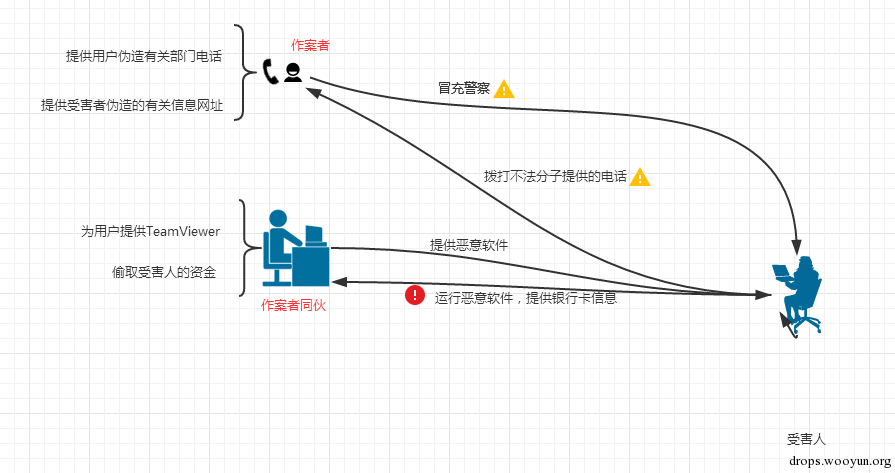 作案者
提供用户伪造有关部门电话
提供受害者伪造的有关信息网址
冒充警察
拨打不法分子提供的电话
为用户提供TeamViewer
偷取受害人的资金
提供恶意软件
运行恶意软件，提供银行卡信息
作案者同伙
受害人
drops.wooyun.org